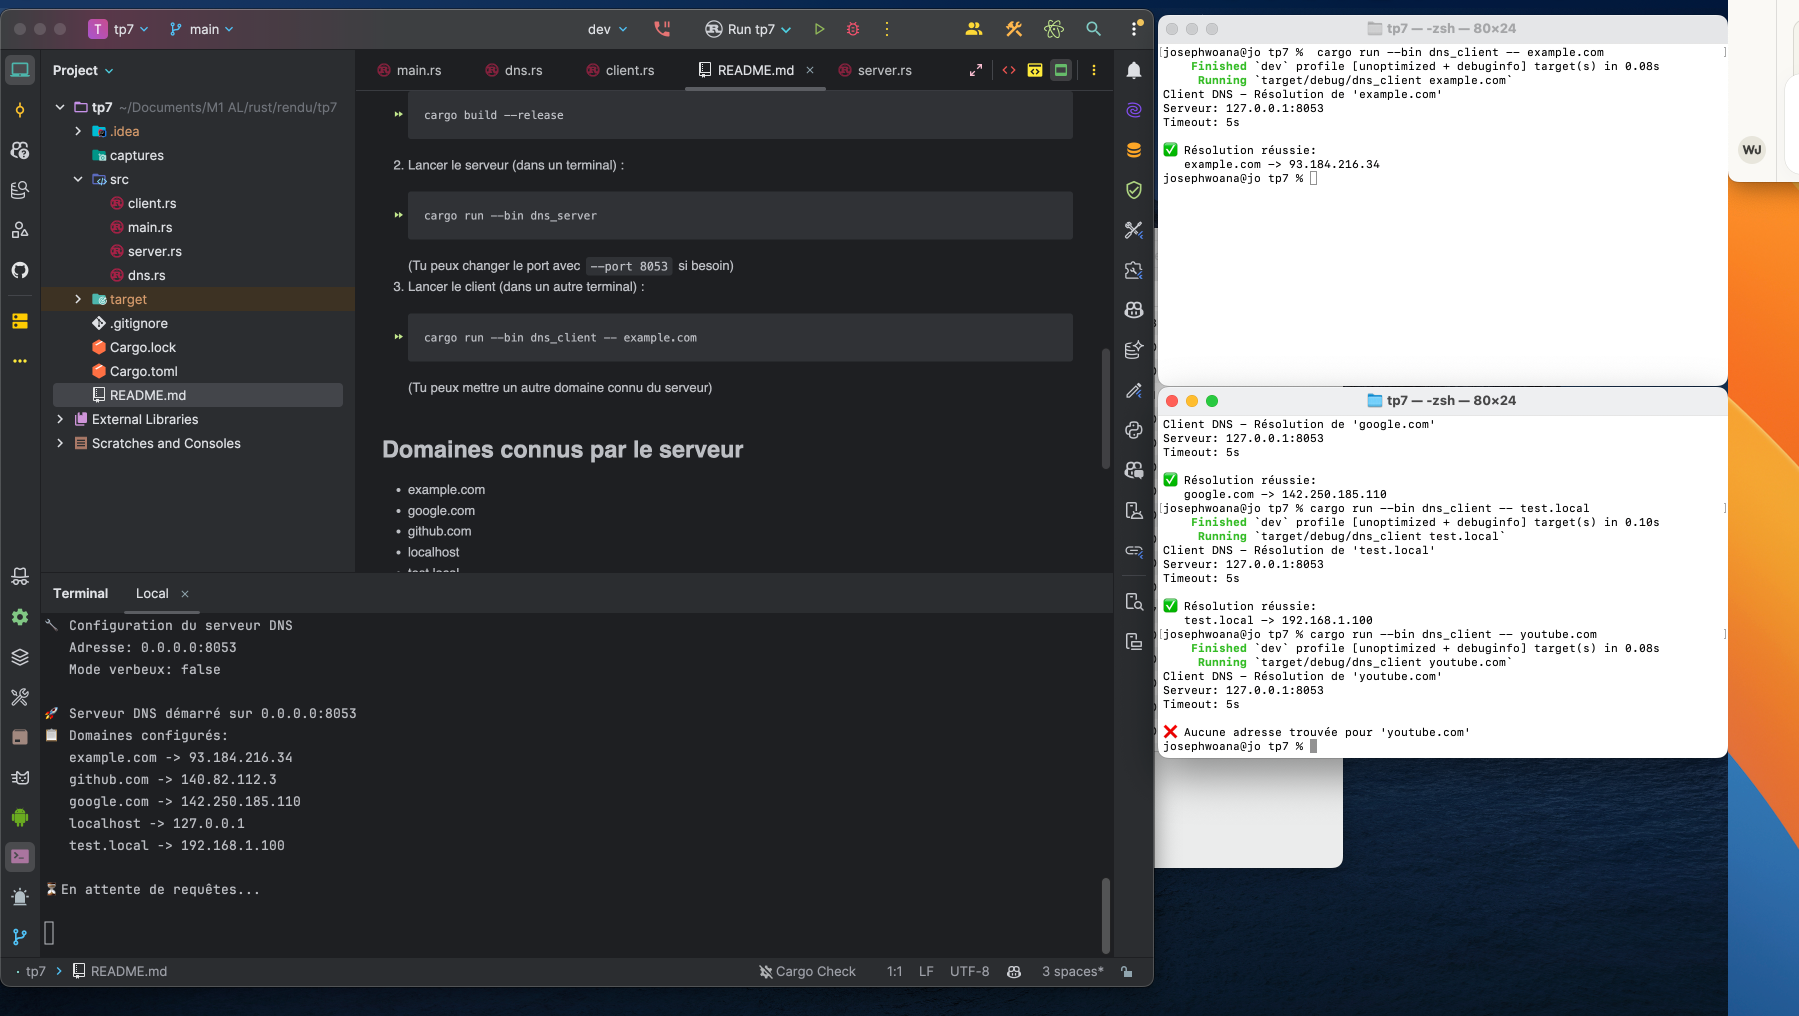 T tp7
main
dev
Run tp7
Project
main.rs
dns.rs
client.rs
README.md
server.rs
tp7 ~/Documents/M1 AL/rust/rendu/tp7
.idea
captures
src
client.rs
main.rs
server.rs
dns.rs
target
.gitignore
Cargo.lock
Cargo.toml
README.md
External Libraries
Scratches and Consoles
cargo build --release
2. Lancer le serveur (dans un terminal) :
cargo run --bin dns_server
(Tu peux changer le port avec --port 8053 si besoin)
3. Lancer le client (dans un autre terminal) :
cargo run --bin dns_client -- example.com
(Tu peux mettre un autre domaine connu du serveur)
Domaines connus par le serveur
• example.com
• google.com
• github.com
• localhost
• test.local
Terminal
Local
Configuration du serveur DNS
Adresse: 0.0.0.0:8053
Mode verbeux: false
🚀 Serveur DNS démarré sur 0.0.0.0:8053
📋 Domaines configurés:
example.com -> 93.184.216.34
github.com -> 140.82.112.3
google.com -> 142.250.185.110
localhost -> 127.0.0.1
test.local -> 192.168.1.100
⏳En attente de requêtes...
tp7 > README.md
Cargo Check
1:1
LF
UTF-8
3 spaces*
tp7 — -zsh — 80×24
[josephwoana@jo tp7 %  cargo run --bin dns_client -- example.com ]
Finished `dev` profile [unoptimized + debuginfo] target(s) in 0.08s
Running `target/debug/dns_client example.com`
Client DNS - Résolution de 'example.com'
Serveur: 127.0.0.1:8053
Timeout: 5s
✅ Résolution réussie:
example.com -> 93.184.216.34
josephwoana@jo tp7 %
WJ
tp7 — -zsh — 80×24
Client DNS - Résolution de 'google.com'
Serveur: 127.0.0.1:8053
Timeout: 5s
✅ Résolution réussie:
google.com -> 142.250.185.110
[josephwoana@jo tp7 % cargo run --bin dns_client -- test.local ]
Finished `dev` profile [unoptimized + debuginfo] target(s) in 0.10s
Running `target/debug/dns_client test.local`
Client DNS - Résolution de 'test.local'
Serveur: 127.0.0.1:8053
Timeout: 5s
✅ Résolution réussie:
test.local -> 192.168.1.100
[josephwoana@jo tp7 % cargo run --bin dns_client -- youtube.com ]
Finished `dev` profile [unoptimized + debuginfo] target(s) in 0.08s
Running `target/debug/dns_client youtube.com`
Client DNS - Résolution de 'youtube.com'
Serveur: 127.0.0.1:8053
Timeout: 5s
❌ Aucune adresse trouvée pour 'youtube.com'
josephwoana@jo tp7 %